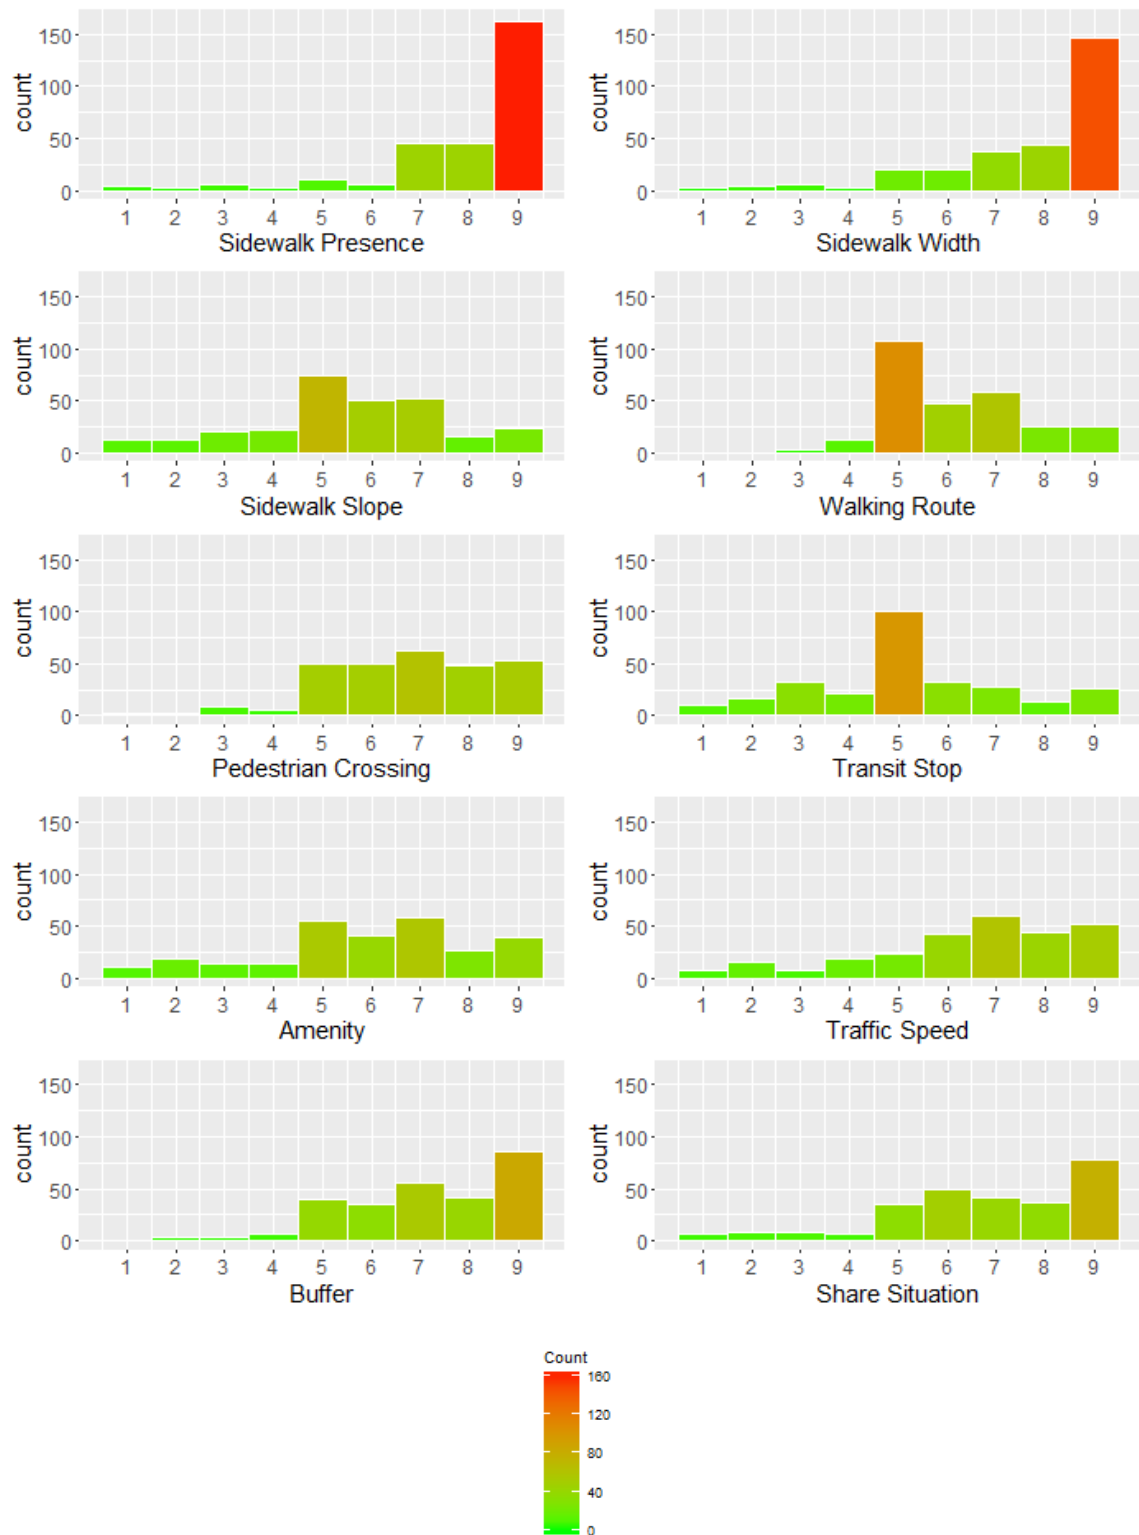 count
150
100
50
0
1 2 3 4 5 6 7 8 9
Sidewalk Presence
count
150
100
50
0
1 2 3 4 5 6 7 8 9
Sidewalk Width
count
150
100
50
0
1 2 3 4 5 6 7 8 9
Sidewalk Slope
count
150
100
50
0
1 2 3 4 5 6 7 8 9
Walking Route
count
150
100
50
0
1 2 3 4 5 6 7 8 9
Pedestrian Crossing
count
150
100
50
0
1 2 3 4 5 6 7 8 9
Transit Stop
count
150
100
50
0
1 2 3 4 5 6 7 8 9
Amenity
count
150
100
50
0
1 2 3 4 5 6 7 8 9
Traffic Speed
count
150
100
50
0
1 2 3 4 5 6 7 8 9
Buffer
count
150
100
50
0
1 2 3 4 5 6 7 8 9
Share Situation
Count
160
120
80
40
0